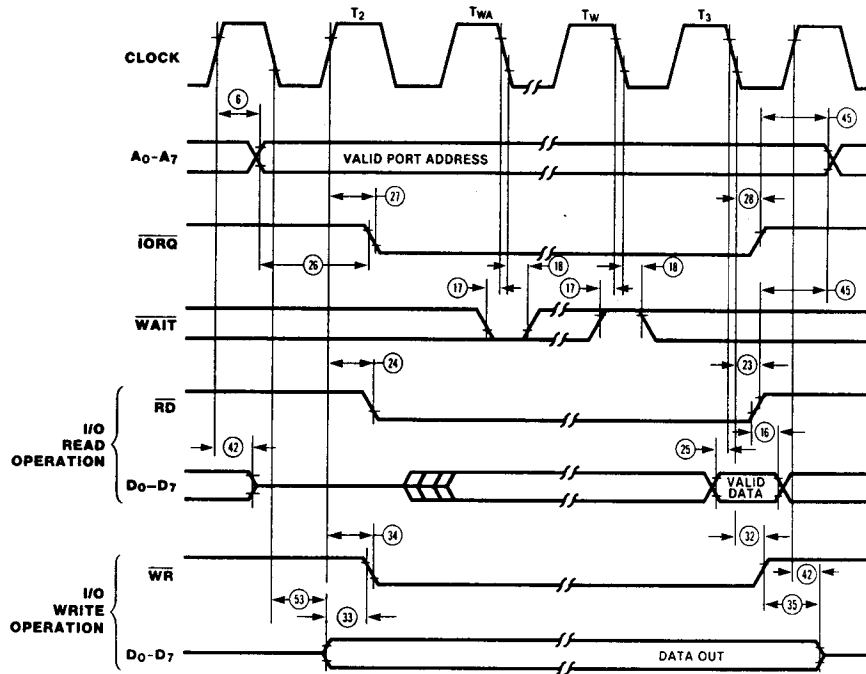 T2 TWA TW T3
CLOCK
6 45
A0-A7 VALID PORT ADDRESS
27 28
IORQ
26 18 18
17 17 45
WAIT
24 23
RD
I/O READ OPERATION
42 25 16
D0-D7 VALID DATA
34 32
WR
42
I/O WRITE OPERATION
53 33 35
D0-D7 DATA OUT